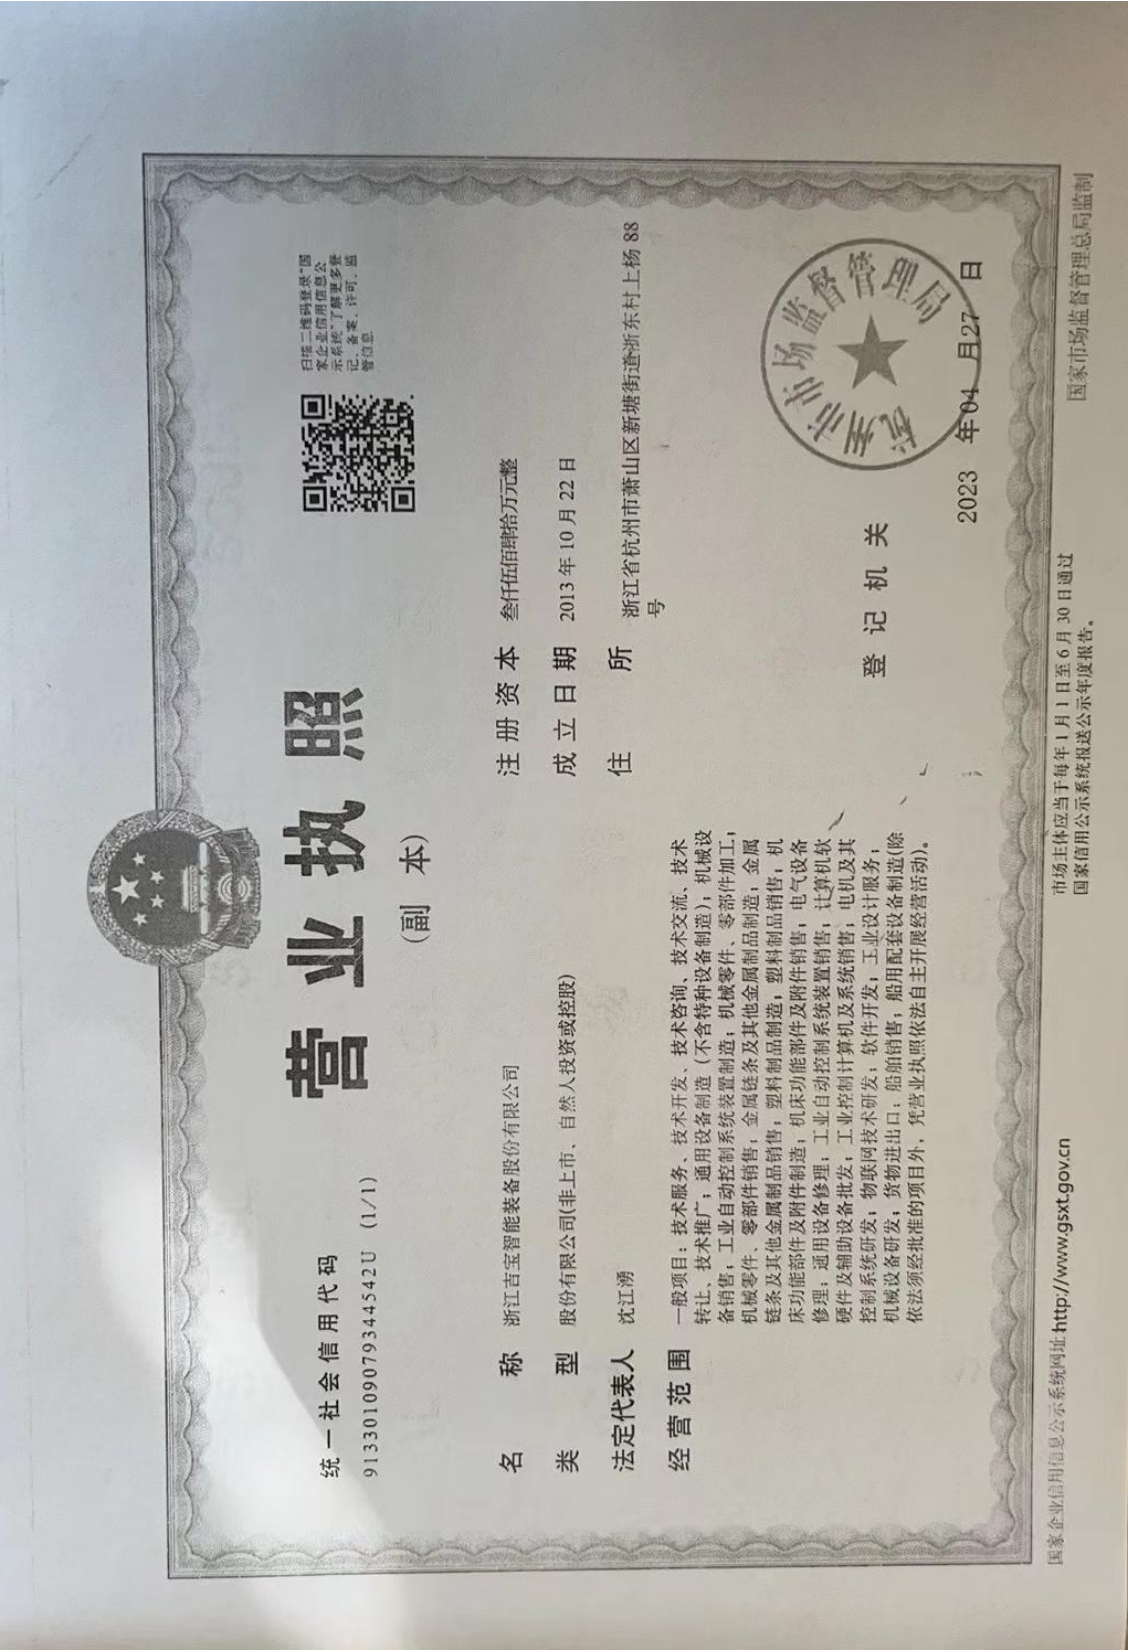 统一社会信用代码
91330109079344542U (1/1)
营业执照
(副 本)
扫描二维码登录“国
家企业信用信息公
示系统”了解更多登
记、备案、许可、监
管信息
名 称 浙江吉宝智能装备股份有限公司
类 型 股份有限公司(非上市、自然人投资或控股)
法定代表人 沈江湧
经营范围 一般项目：技术服务、技术开发、技术咨询、技术交流、技术
转让、技术推广；通用设备制造（不含特种设备制造）；机械设
备销售；工业自动控制系统装置制造；机械零件、零部件加工；
机械零件、零部件销售；金属链条及其他金属制品制造；金属
链条及其他金属制品销售；塑料制品制造；塑料制品销售；机
床功能部件及附件制造；机床功能部件及附件销售；电气设备
修理；通用设备修理；工业自动控制系统装置销售；计算机软
硬件及辅助设备批发；工业控制计算机及系统销售；电机及其
控制系统研发；物联网技术研发；软件开发；工业设计服务；
机械设备研发；货物进出口；船舶销售；船用配套设备制造(除
依法须经批准的项目外，凭营业执照依法自主开展经营活动)。
注册资本 叁仟伍佰肆拾万元整
成立日期 2013年10月22日
住 所 浙江省杭州市萧山区新塘街道浙东村上杨88
号
登记机关
市场监督管理局
2023 年04 月27日
国家企业信用信息公示系统网址http://www.gsxt.gov.cn
市场主体应当于每年1月1日至6月30日通过
国家信用公示系统报送公示年度报告。
国家市场监督管理总局监制